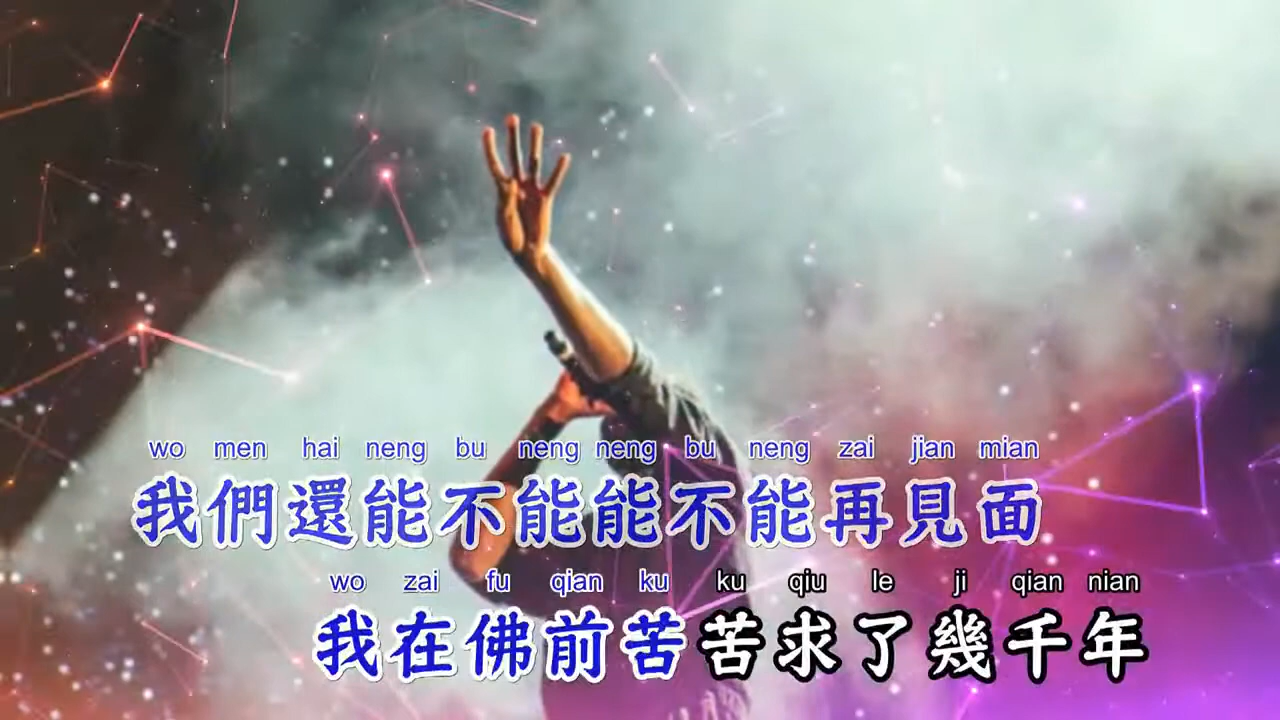 wo men hai neng bu neng neng bu neng zai jian mian
我們還能不能能不能再見面
wo zai fu qian ku ku qiu le ji qian nian
我在佛前苦苦求了幾千年